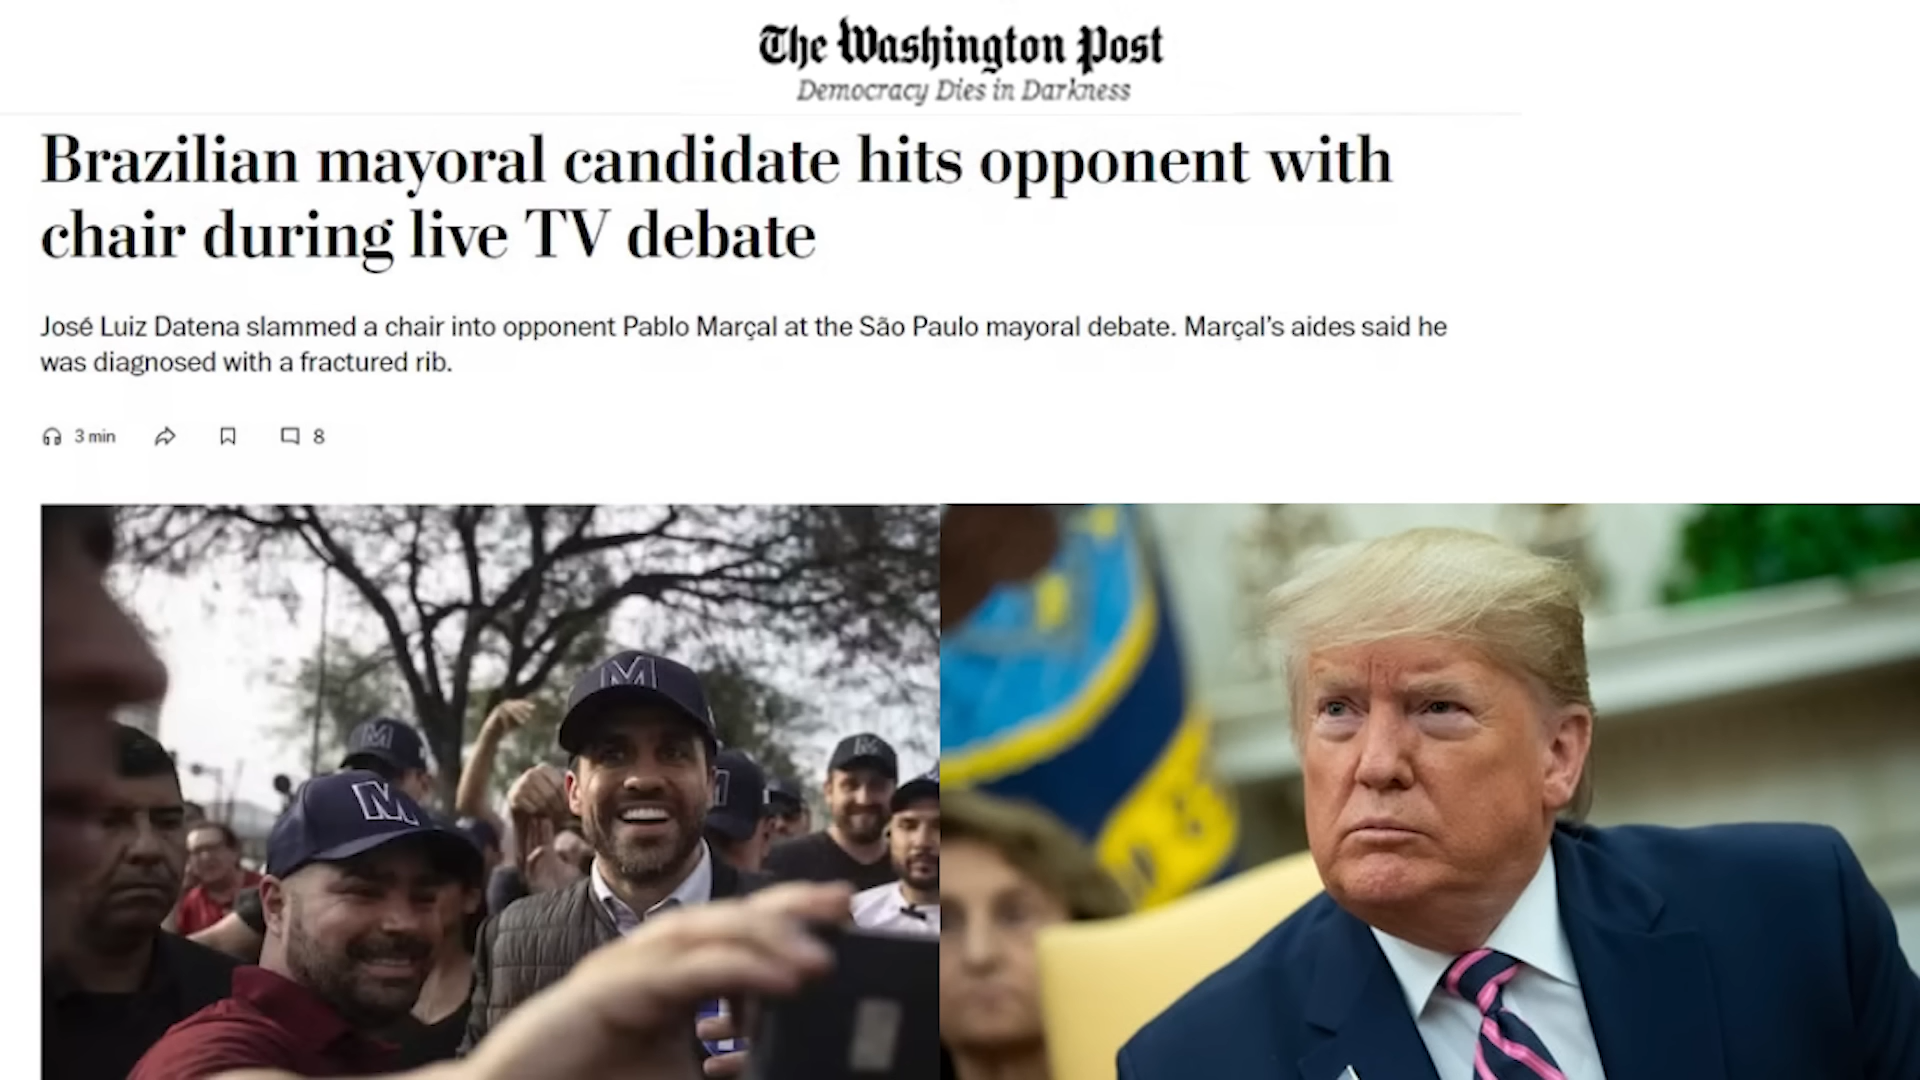 The Washington Post
Democracy Dies in Darkness
Brazilian mayoral candidate hits opponent with
chair during live TV debate
José Luiz Datena slammed a chair into opponent Pablo Marçal at the São Paulo mayoral debate. Marçal’s aides said he
was diagnosed with a fractured rib.
3 min 8
M
M
M
M